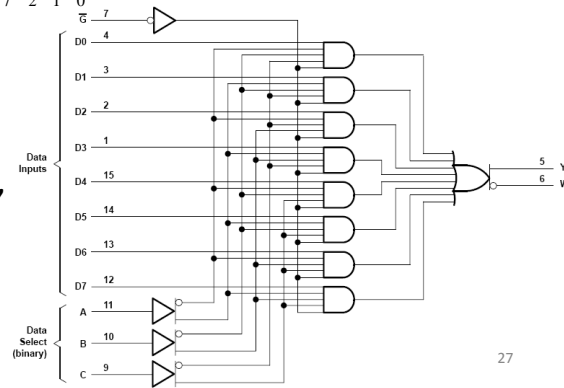 7 2 1 0
G 7
D0 4
D1 3
D2 2
D3 1
Data
Inputs
D4 15
D5 14
D6 13
D7 12
A 11
Data
Select
(binary)
B 10
C 9
5 Y
6
27